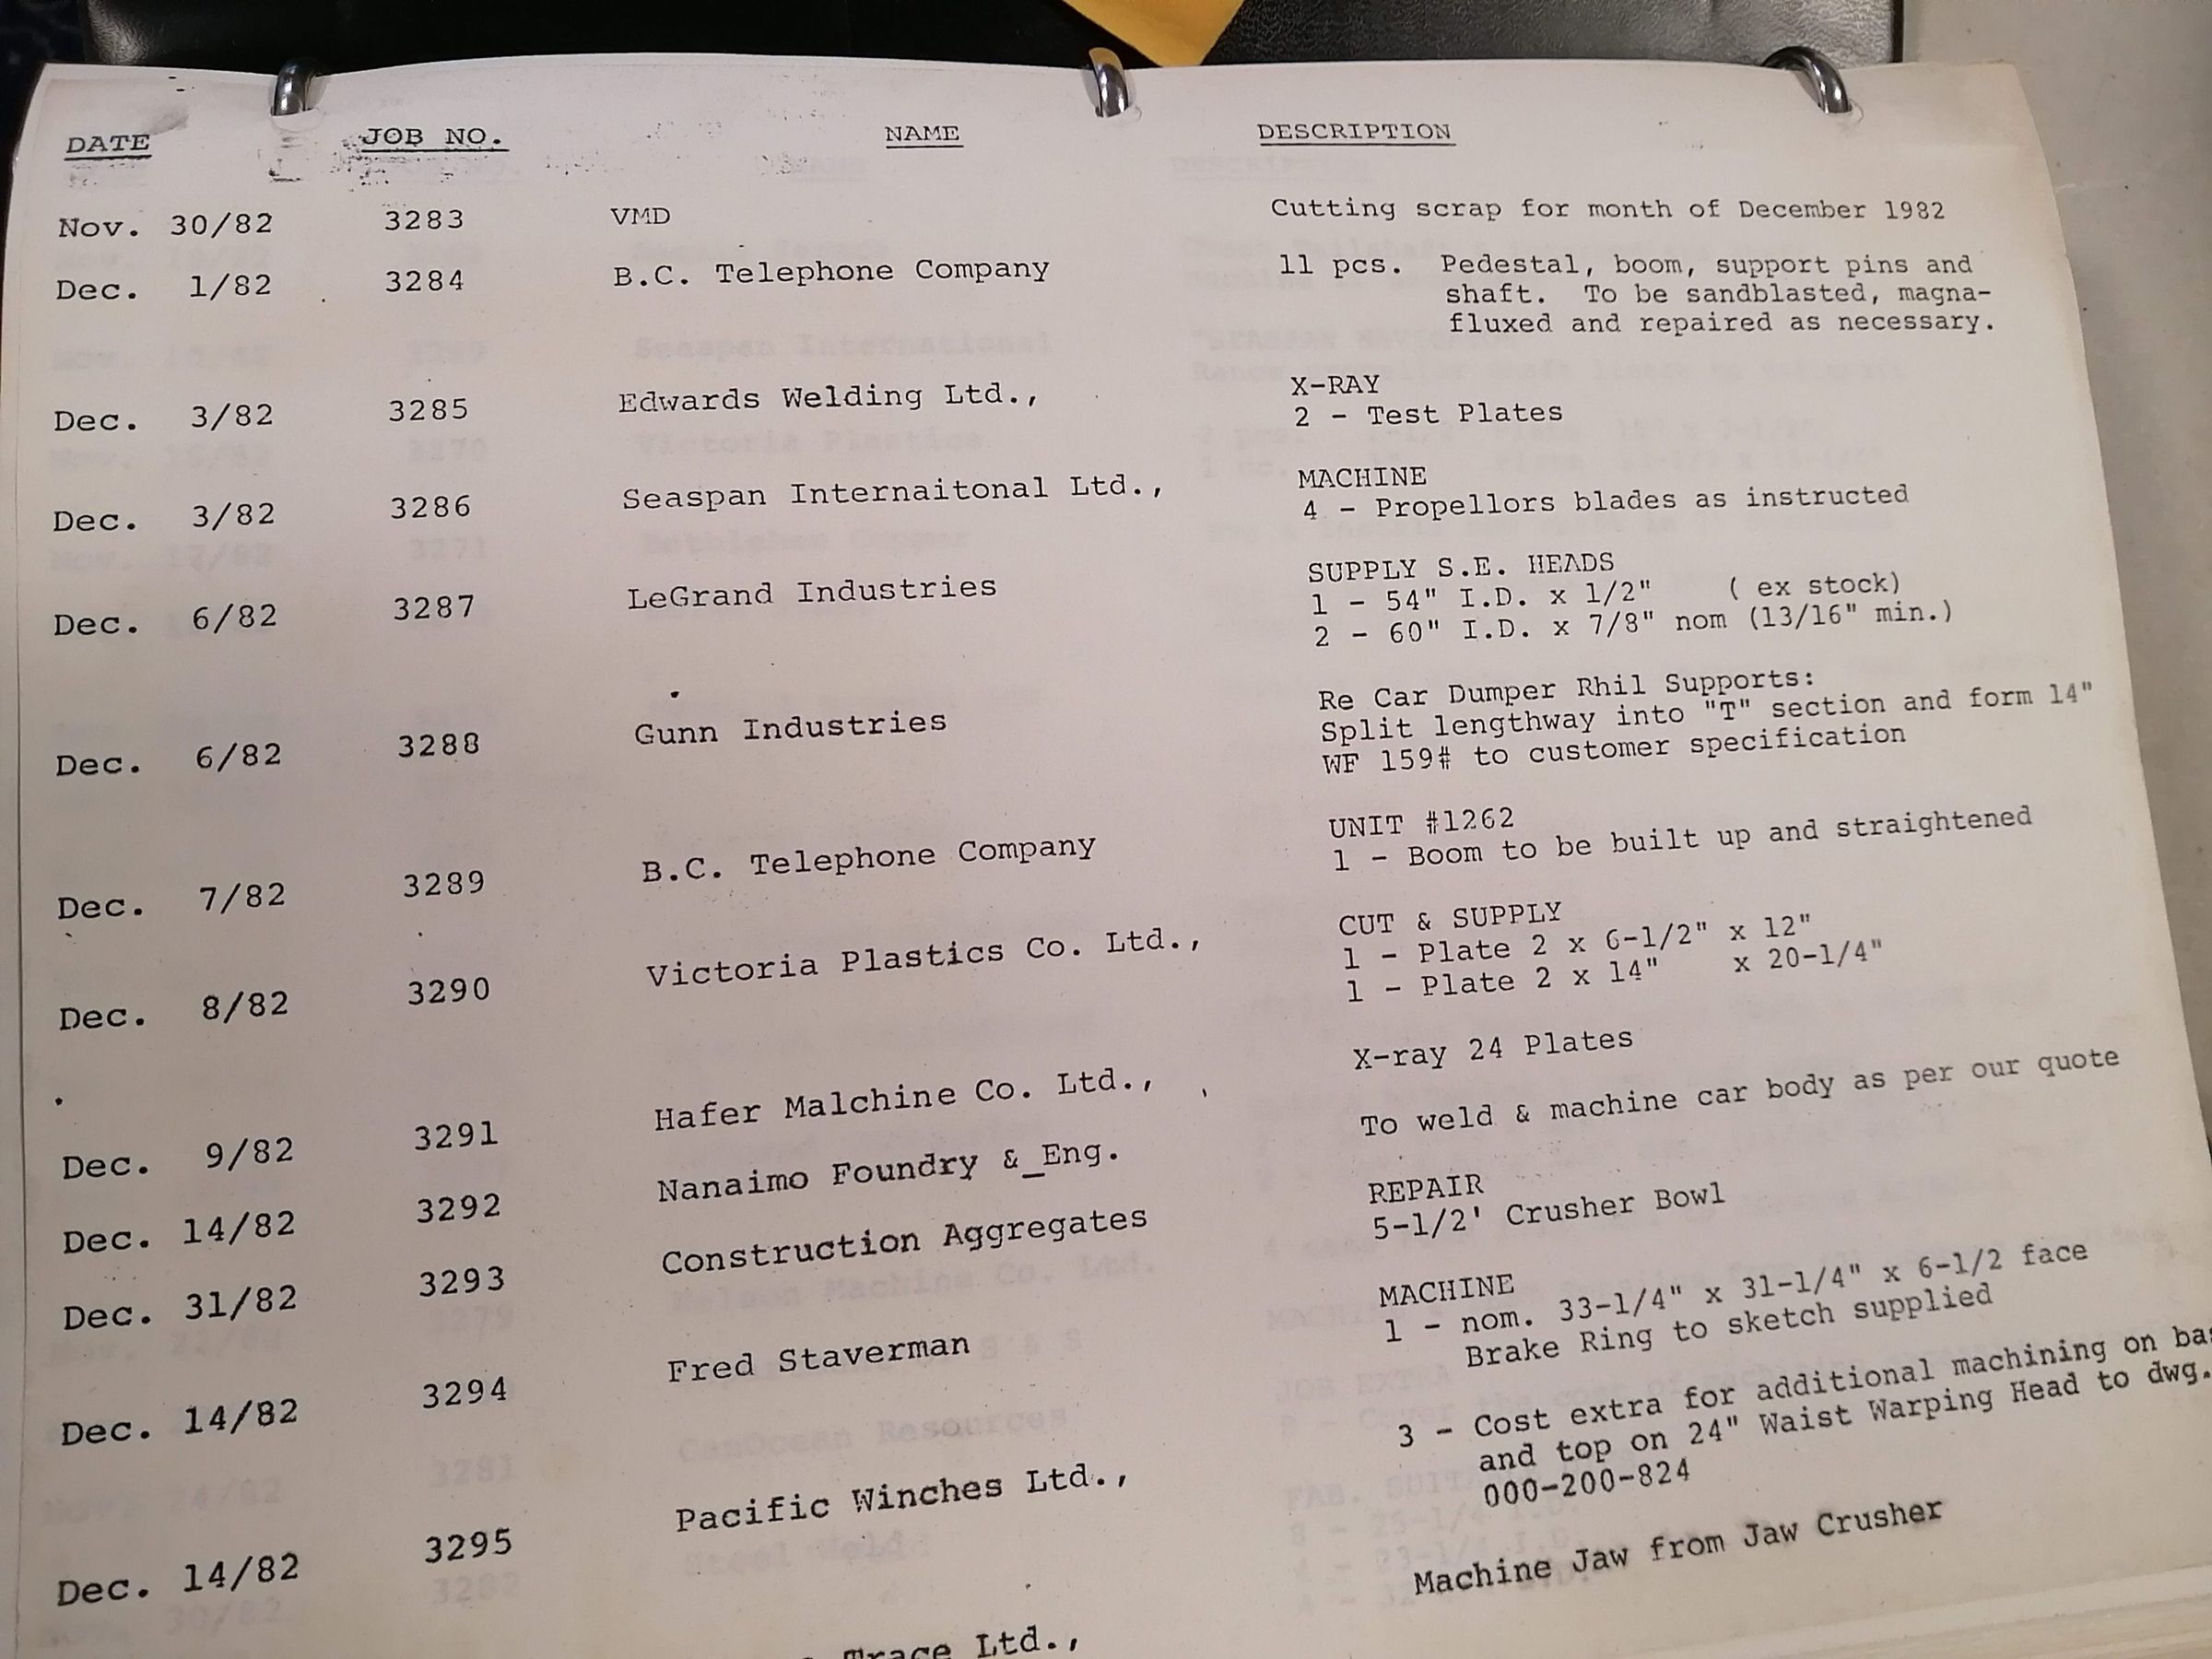 DATE JOB NO. NAME DESCRIPTION
Nov. 30/82 3283 VMD Cutting scrap for month of December 1982
Dec. 1/82 3284 B.C. Telephone Company 11 pcs. Pedestal, boom, support pins and
shaft. To be sandblasted, magna-
fluxed and repaired as necessary.
Dec. 3/82 3285 Edwards Welding Ltd., X-RAY
2 - Test Plates
Dec. 3/82 3286 Seaspan Internaitonal Ltd., MACHINE
4 - Propellors blades as instructed
Dec. 6/82 3287 LeGrand Industries SUPPLY S.E. HEADS
1 - 54" I.D. x 1/2" ( ex stock)
2 - 60" I.D. x 7/8" nom (13/16" min.)
Dec. 6/82 3288 Gunn Industries Re Car Dumper Rhil Supports:
Split lengthway into "T" section and form 14"
WF 159# to customer specification
Dec. 7/82 3289 B.C. Telephone Company UNIT #1262
1 - Boom to be built up and straightened
Dec. 8/82 3290 Victoria Plastics Co. Ltd., CUT & SUPPLY
1 - Plate 2 x 6-1/2" x 12"
1 - Plate 2 x 14" x 20-1/4"
Dec. 9/82 3291 Hafer Malchine Co. Ltd., X-ray 24 Plates
Dec. 14/82 3292 Nanaimo Foundry &_Eng. To weld & machine car body as per our quote
Dec. 31/82 3293 Construction Aggregates REPAIR
5-1/2' Crusher Bowl
Dec. 14/82 3294 Fred Staverman MACHINE
1 - nom. 33-1/4" x 31-1/4" x 6-1/2 face
Brake Ring to sketch supplied
Dec. 14/82 3295 Pacific Winches Ltd., 3 - Cost extra for additional machining on
and top on 24" Waist Warping Head to dwg.
000-200-824
Trace Ltd., Machine Jaw from Jaw Crusher